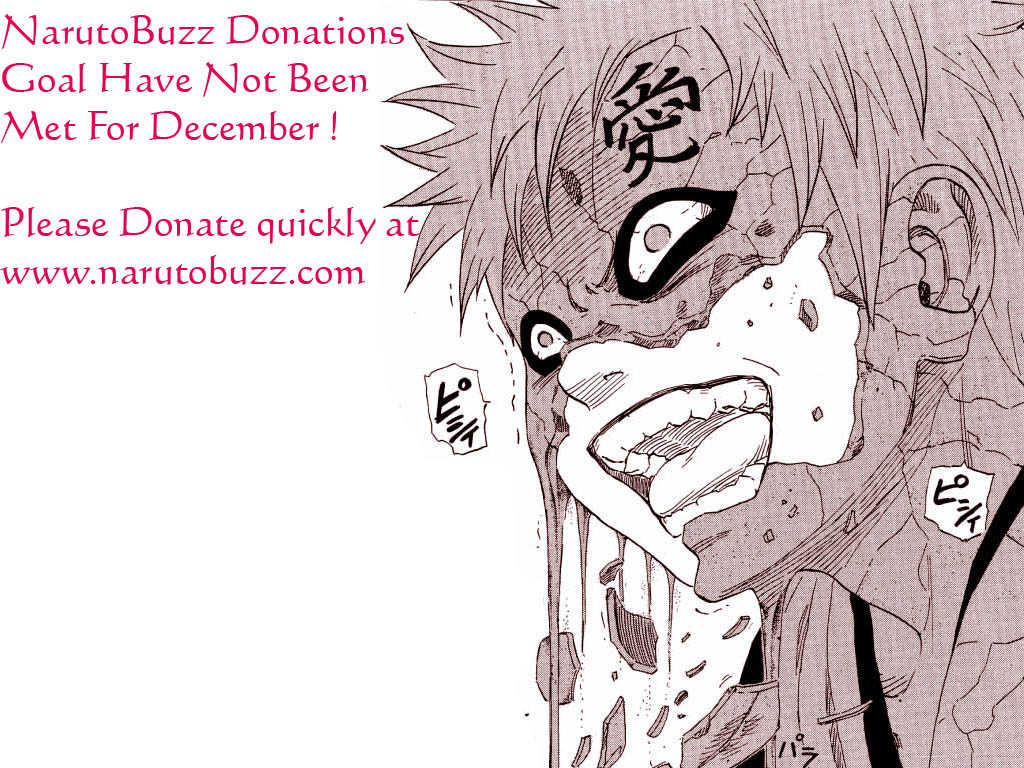 NarutoBuzz Donations
Goal Have Not Been
Met For December !
Please Donate quickly at
www.narutobuzz.com
愛
ピシィ
ピシィ
パラ